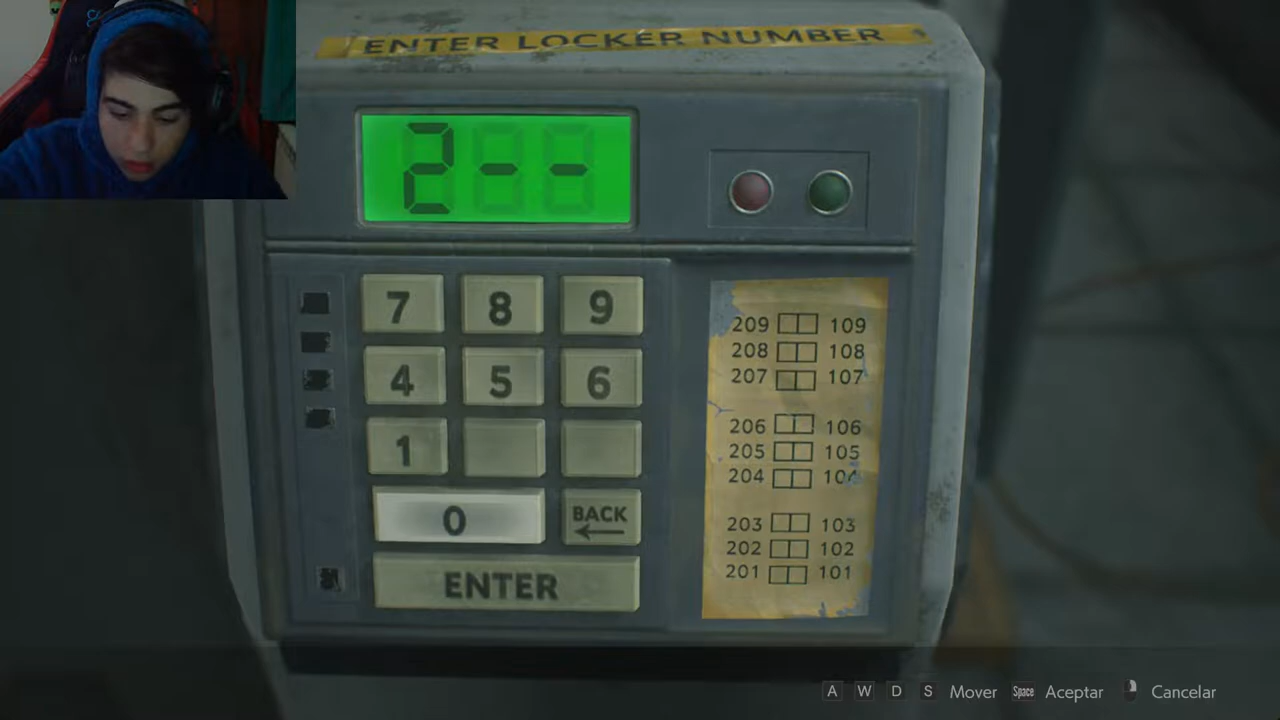 ENTER LOCKER NUMBER
2--
7 8 9
4 5 6
1
0 BACK
ENTER
209 109
208 108
207 107
206 106
205 105
204 104
203 103
202 102
201 101
A W D S Mover Space Aceptar Cancelar